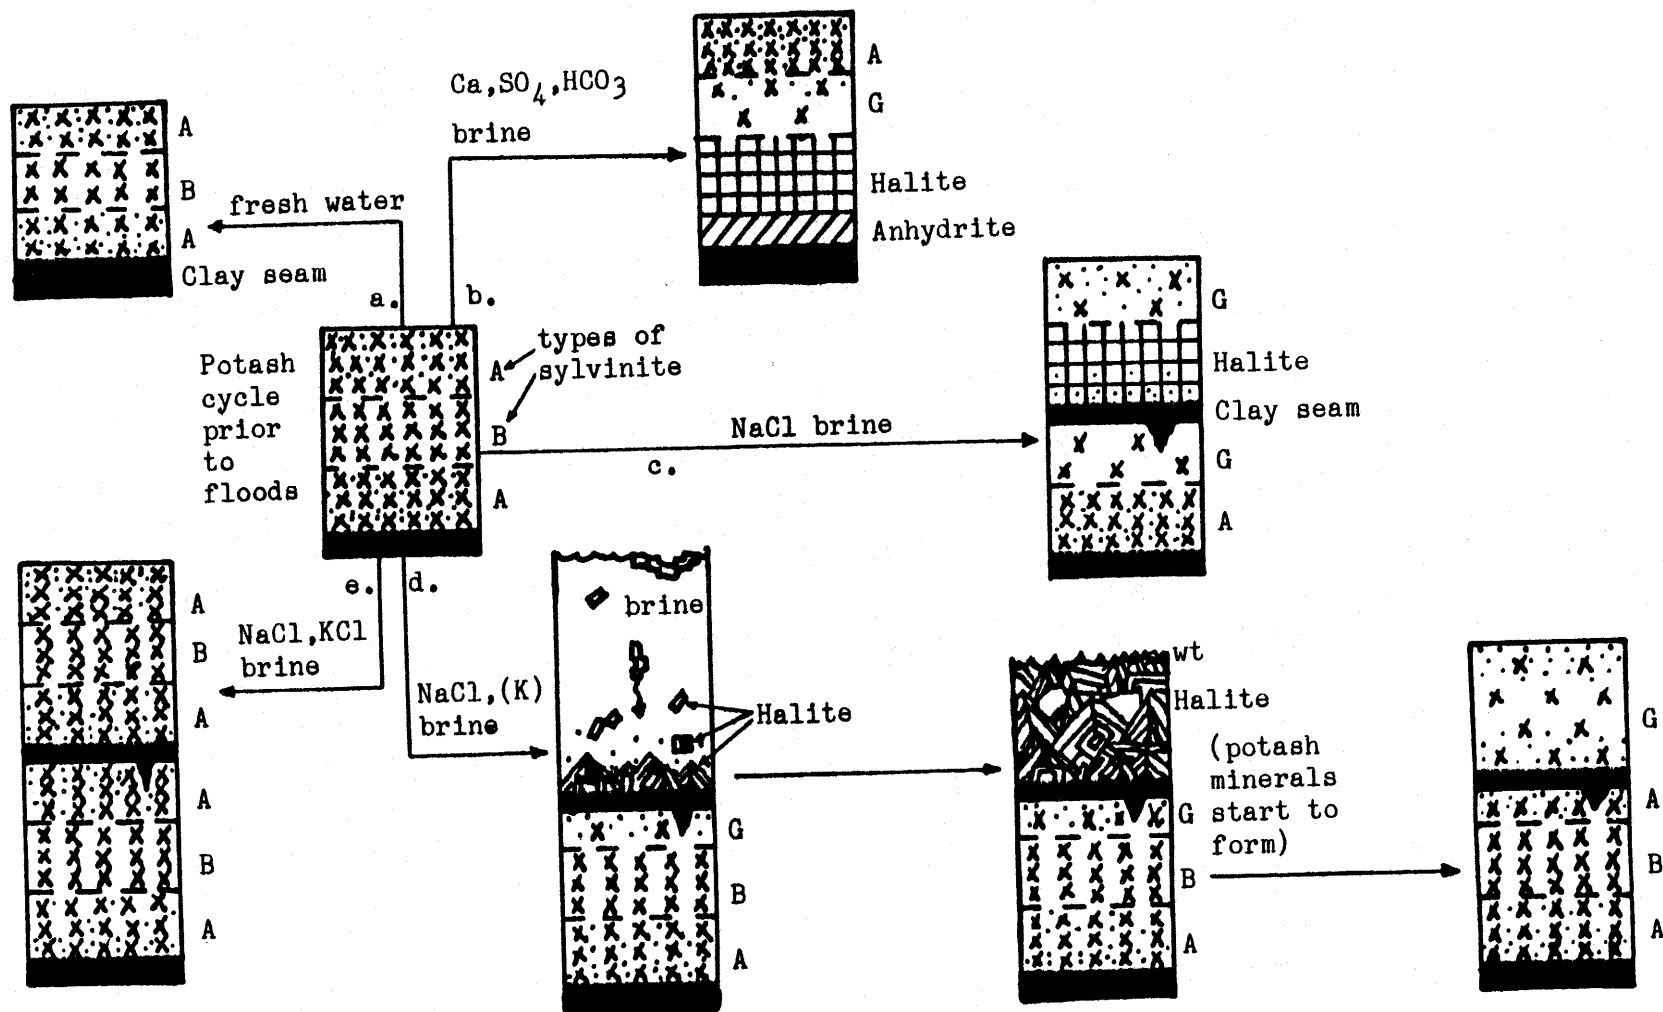 A
B
A
Clay seam
fresh water
a.
Ca,SO4,HCO3
brine
b.
A
G
Halite
Anhydrite
Potash
cycle
prior
to
floods
A
B
A
types of
sylvinite
NaCl brine
c.
G
Halite
Clay seam
G
A
e.
NaCl,KCl
brine
A
B
A
A
B
A
d.
NaCl,(K)
brine
brine
Halite
G
B
A
wt
Halite
(potash
minerals
start to
form)
G
B
A
G
A
B
A